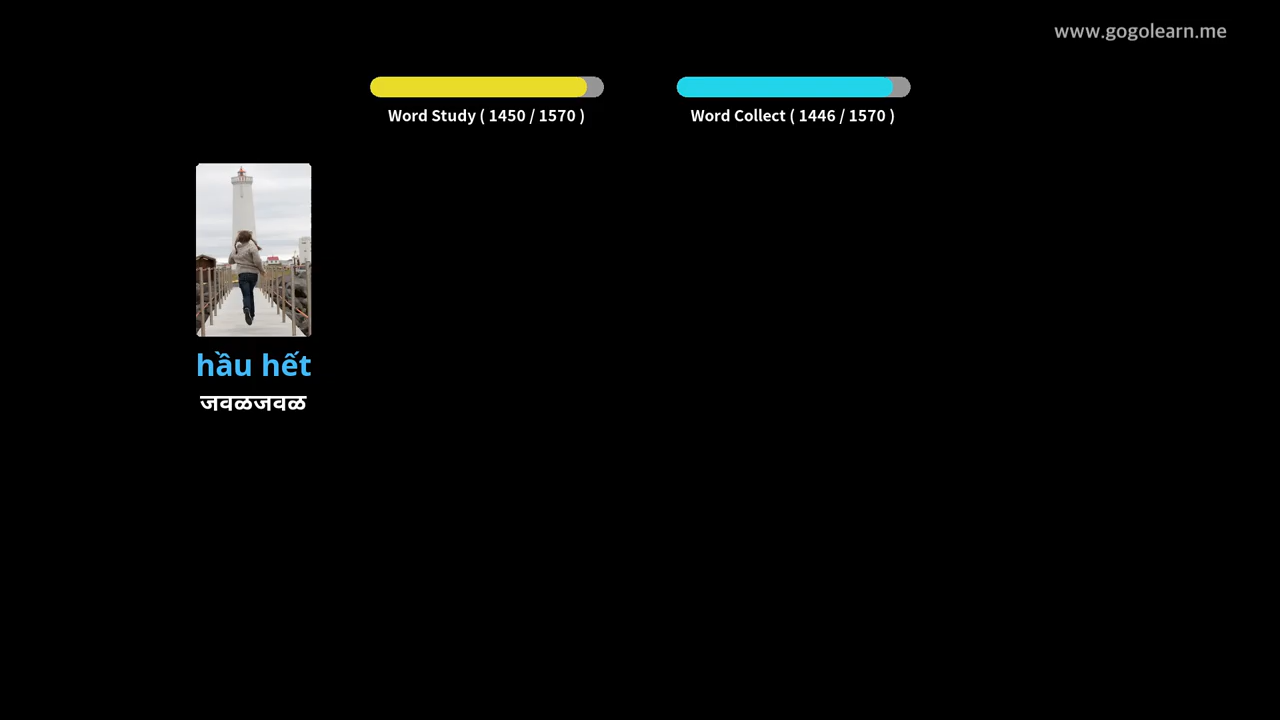 www.gogolearn.me
Word Study ( 1450 / 1570 )
Word Collect ( 1446 / 1570 )
hầu hết
जवळजवळ